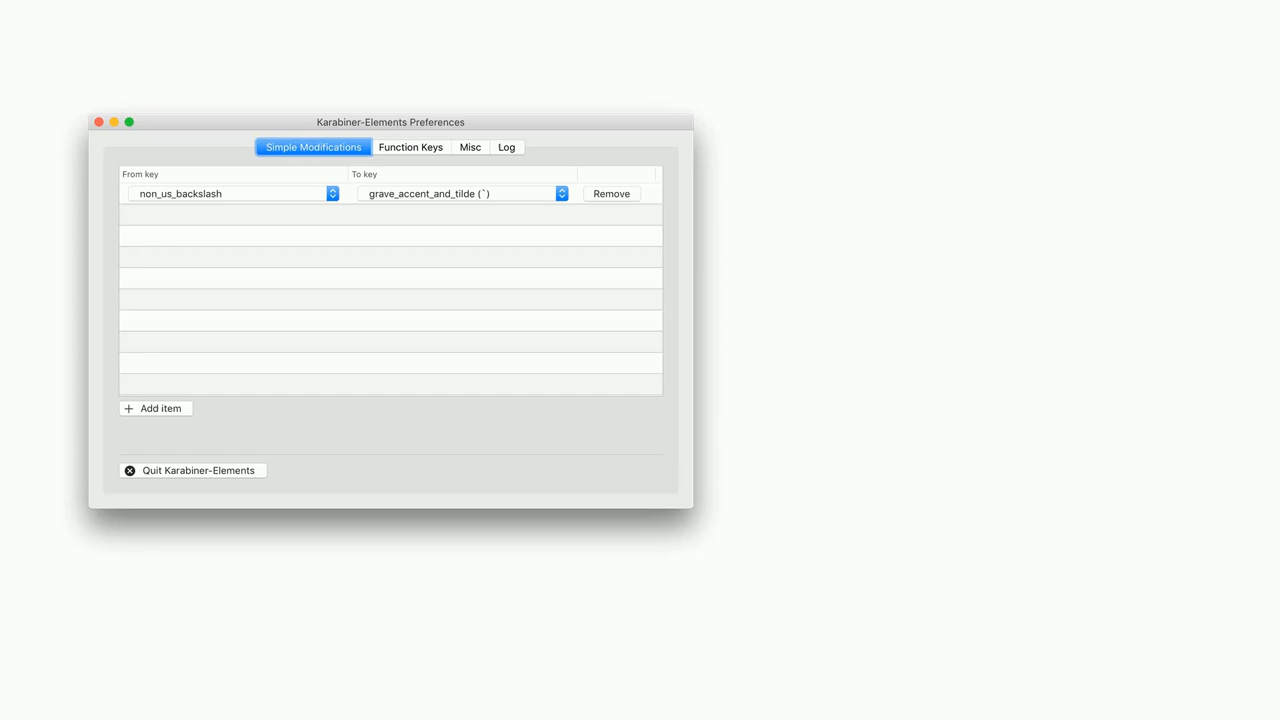 Karabiner-Elements Preferences
Simple Modifications Function Keys Misc Log
From key To key
non_us_backslash grave_accent_and_tilde (`) Remove
Add item
Quit Karabiner-Elements